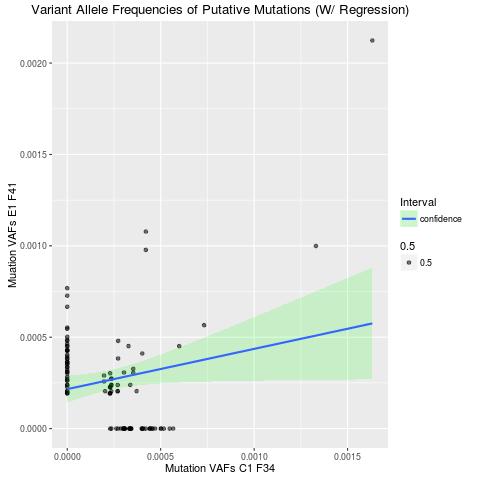 Variant Allele Frequencies of Putative Mutations (W/ Regression)
0.0020
0.0015
0.0010
0.0005
0.0000
Muation VAFs E1 F41
0.0000 0.0005 0.0010 0.0015
Mutation VAFs C1 F34
Interval
confidence
0.5
0.5